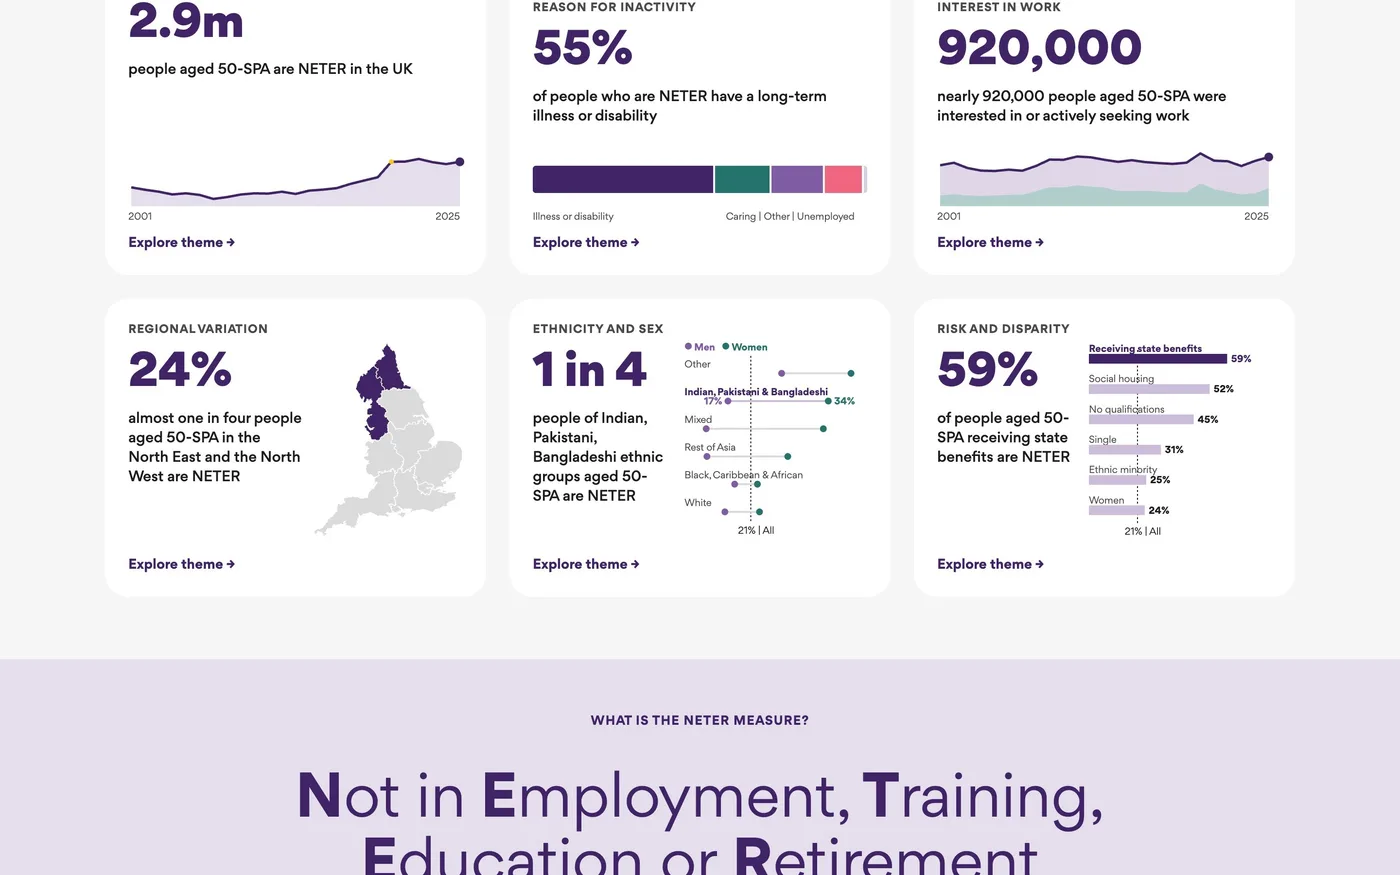 2.9m
people aged 50-SPA are NETER in the UK
2001
2025
Explore theme →
REASON FOR INACTIVITY
55%
of people who are NETER have a long-term
illness or disability
Illness or disability
Caring | Other | Unemployed
Explore theme →
INTEREST IN WORK
920,000
nearly 920,000 people aged 50-SPA were
interested in or actively seeking work
2001
2025
Explore theme →
REGIONAL VARIATION
24%
almost one in four people
aged 50-SPA in the
North East and the North
West are NETER
Explore theme →
ETHNICITY AND SEX
1 in 4
people of Indian,
Pakistani,
Bangladeshi ethnic
groups aged 50-
SPA are NETER
Men
Women
Other
Indian, Pakistani & Bangladeshi
17%
34%
Mixed
Rest of Asia
Black, Caribbean & African
White
21% | All
Explore theme →
RISK AND DISPARITY
59%
of people aged 50-
SPA receiving state
benefits are NETER
Receiving state benefits
59%
Social housing
52%
No qualifications
45%
Single
31%
Ethnic minority
25%
Women
24%
21% | All
Explore theme →
WHAT IS THE NETER MEASURE?
Not in Employment, Training,
Education or Retirement